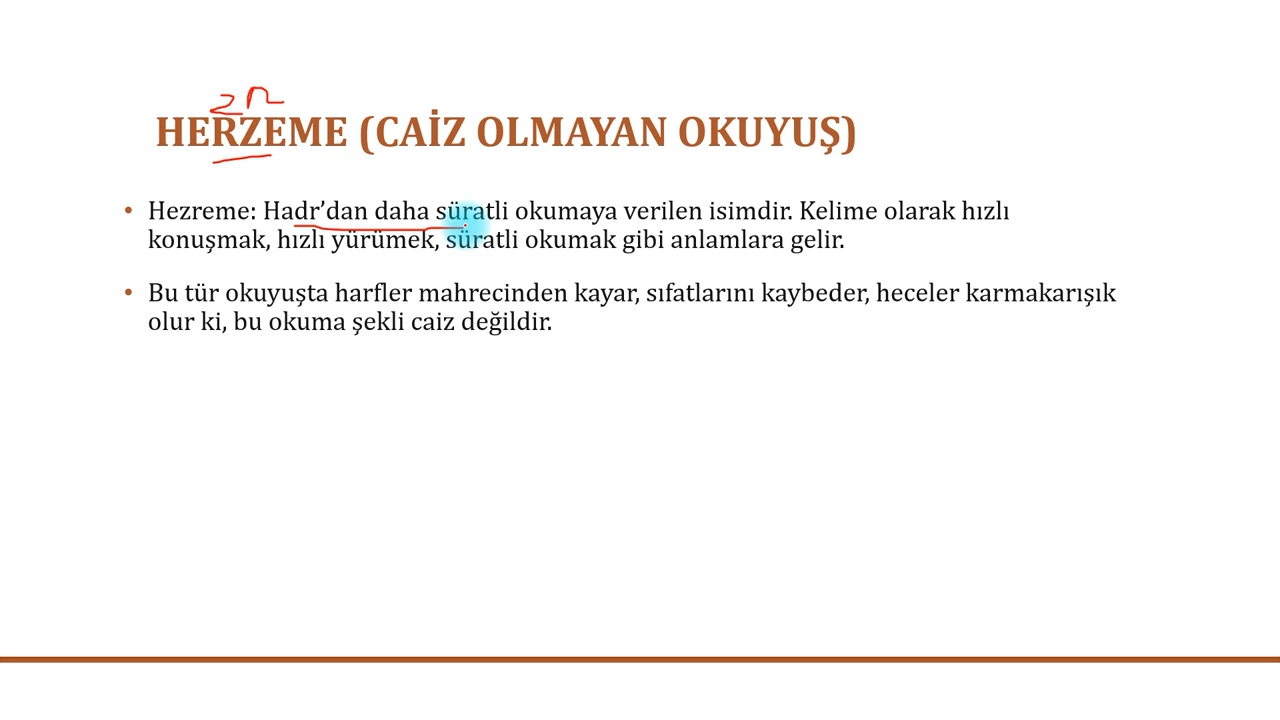 zr
HERZEME (CAİZ OLMAYAN OKUYUŞ)
• Hezreme: Hadr’dan daha süratli okumaya verilen isimdir. Kelime olarak hızlı
konuşmak, hızlı yürümek, süratli okumak gibi anlamlara gelir.
• Bu tür okuyuşta harfler mahrecinden kayar, sıfatlarını kaybeder, heceler karmakarışık
olur ki, bu okuma şekli caiz değildir.